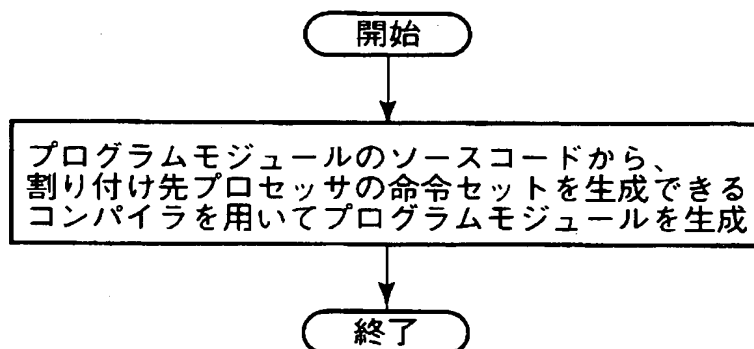 開始
プログラムモジュールのソースコードから、
割り付け先プロセッサの命令セットを生成できる
コンパイラを用いてプログラムモジュールを生成
終了